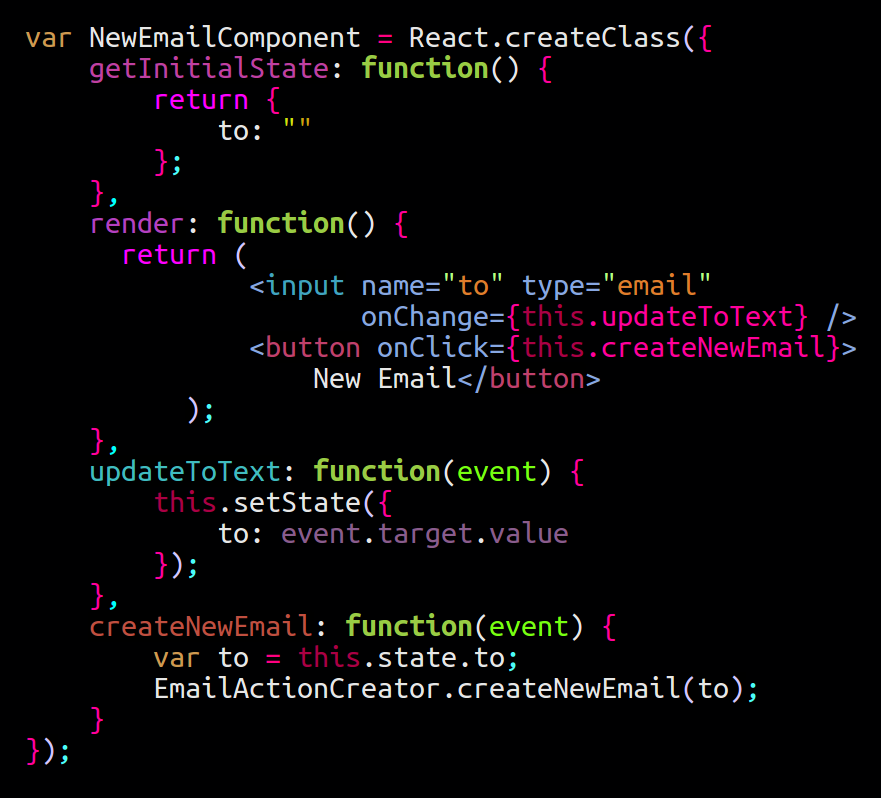 var NewEmailComponent = React.createClass({
    getInitialState: function() {
        return {
            to: ""
        };
    },
    render: function() {
      return (
              <input name="to" type="email"
                     onChange={this.updateToText} />
              <button onClick={this.createNewEmail}>
                  New Email</button>
          );
    },
    updateToText: function(event) {
        this.setState({
            to: event.target.value
        });
    },
    createNewEmail: function(event) {
        var to = this.state.to;
        EmailActionCreator.createNewEmail(to);
    }
});